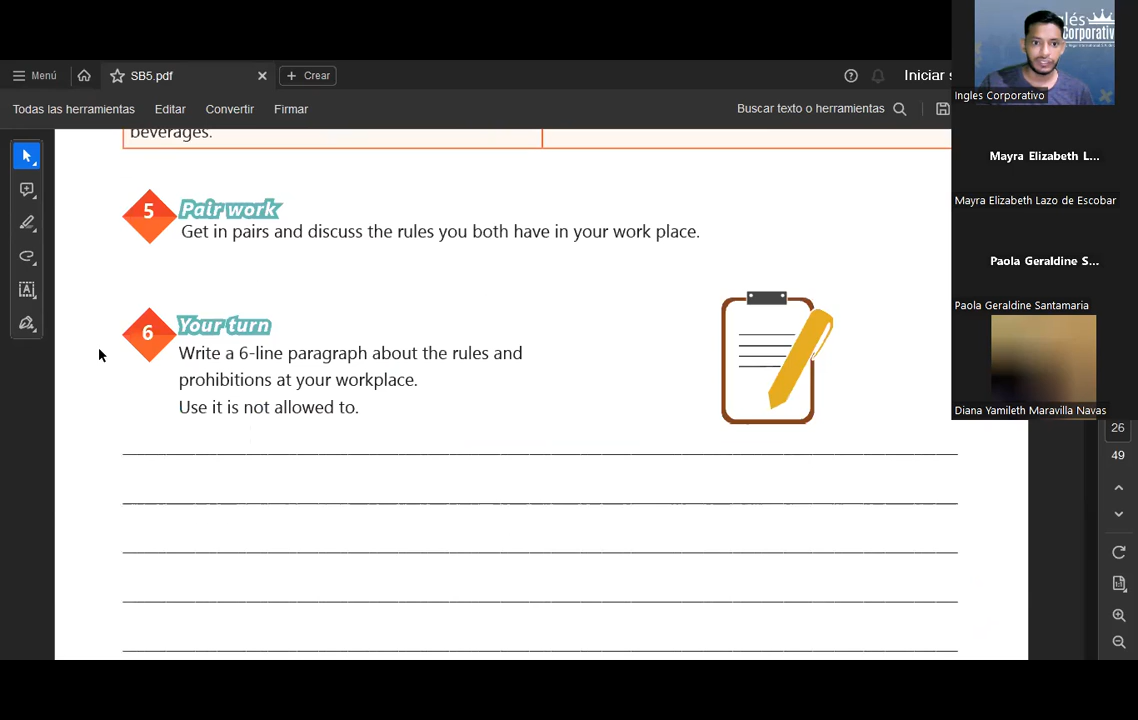 Menú
SB5.pdf
Crear
Iniciar s
Todas las herramientas
Editar
Convertir
Firmar
Buscar texto o herramientas
beverages.
5
Pair work
Get in pairs and discuss the rules you both have in your work place.
6
Your turn
Write a 6-line paragraph about the rules and
prohibitions at your workplace.
Use it is not allowed to.
glés
Corporativo
Ingles Corporativo
Mayra Elizabeth L...
Mayra Elizabeth Lazo de Escobar
Paola Geraldine S...
Paola Geraldine Santamaria
Diana Yamileth Maravilla Navas
26
49